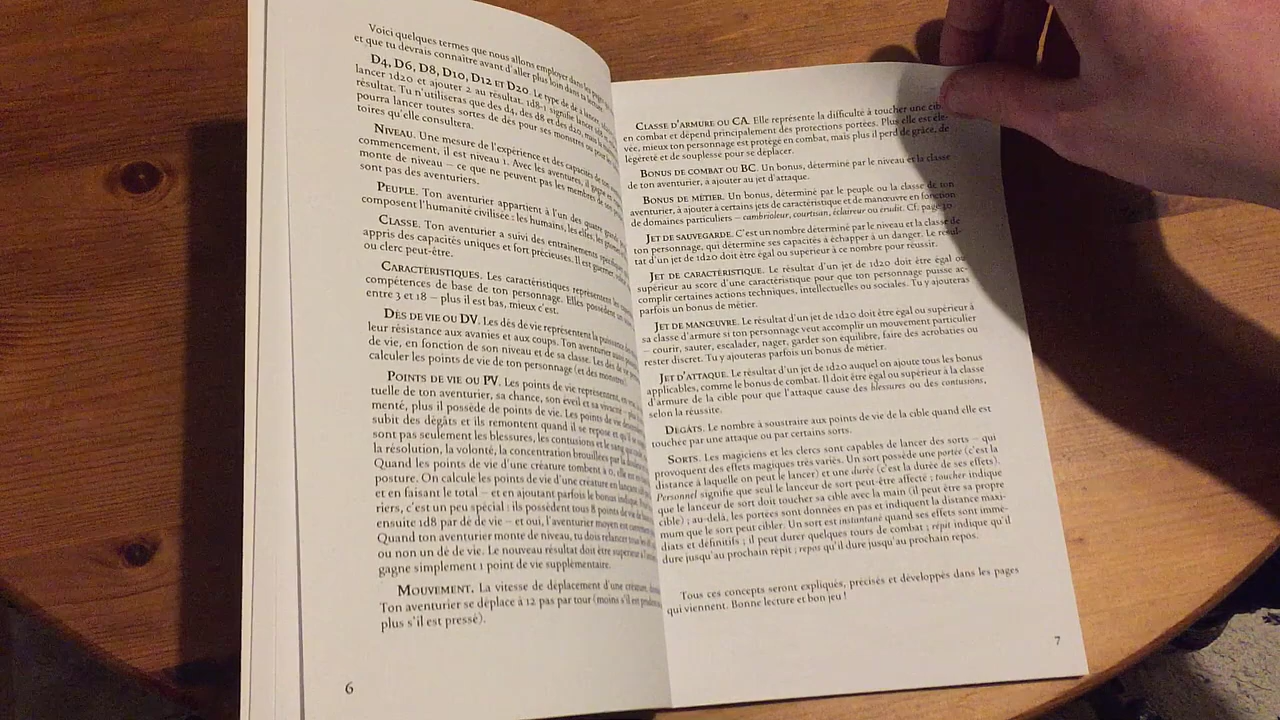 Voici quelques termes que nous allons employer dans les pages
et que tu devrais connaître avant d'aller plus loin dans ta lecture.
D4, D6, D8, D10, D12 et D20. Le type de dé à lancer.
lancer 1d20 et ajouter 2 au résultat. 1d8-1 signifie lancer
résultat. Tu n'utiliseras que des d4, des d8 et des d20, mais
pourra lancer toutes sortes de dés pour ses monstres ou pour les
toires qu'elle consultera.
Niveau. Une mesure de l'expérience et des capacités de ton
commencement, il est niveau 1. Avec les aventures, il gagne
monte de niveau – ce que ne peuvent pas les membres de son
sont pas des aventuriers.
Peuple. Ton aventurier appartient à l'un des quatre grands
composent l'humanité civilisée : les humains, les elfes, les
Classe. Ton aventurier a suivi des entraînements spécifiques
appris des capacités uniques et fort précieuses. Il est guerrier,
ou clerc peut-être.
Caractéristiques. Les caractéristiques représentent les
compétences de base de ton personnage. Elles possèdent un
entre 3 et 18 – plus il est bas, mieux c'est.
Dés de vie ou DV. Les dés de vie représentent la puissance des
leur résistance aux avanies et aux coups. Ton aventurier
de vie, en fonction de son niveau et de sa classe. Les dés de vie
calculer les points de vie de ton personnage (et des monstres).
Points de vie ou PV. Les points de vie représentent,
tuelle de ton aventurier, sa chance, son éveil et sa vivacité – plus
menté, plus il possède de points de vie. Les points de vie
subit des dégâts et ils remontent quand il se repose et qu'il se
sont pas seulement les blessures, les contusions et le sang
la résolution, la volonté, la concentration brouillées par la
Quand les points de vie d'une créature tombent à 0, elle est en
posture. On calcule les points de vie d'une créature en lançant
et en faisant le total – et en ajoutant parfois le bonus indiqué.
riers, c'est un peu spécial : ils possèdent tous 8 points de vie
ensuite 1d8 par dé de vie – et oui, l'aventurier moyen est
Quand ton aventurier monte de niveau, tu dois relancer tous
ou non un dé de vie. Le nouveau résultat doit être supérieur à
gagne simplement 1 point de vie supplémentaire.
Mouvement. La vitesse de déplacement d'une créature,
Ton aventurier se déplace à 12 pas par tour (moins s'il est
plus s'il est pressé).
6
Classe d'armure ou CA. Elle représente la difficulté à toucher une
en combat et dépend principalement des protections portées. Plus elle est éle-
vée, mieux ton personnage est protégé en combat, mais plus il perd de grâce, de
légèreté et de souplesse pour se déplacer.
Bonus de combat ou BC. Un bonus, déterminé par le niveau et la classe
de ton aventurier, à ajouter au jet d'attaque.
Bonus de métier. Un bonus, déterminé par le peuple ou la classe de ton
aventurier, à ajouter à certains jets de caractéristique et de manœuvre en fonction
de domaines particuliers – cambrioleur, courtisan, éclaireur ou érudit. Cf. page 10
Jet de sauvegarde. C'est un nombre déterminé par le niveau et la classe de
ton personnage, qui détermine ses capacités à échapper à un danger. Le résul-
tat d'un jet de 1d20 doit être égal ou supérieur à ce nombre pour réussir.
Jet de caractéristique. Le résultat d'un jet de 1d20 doit être égal ou
supérieur au score d'une caractéristique pour que ton personnage puisse ac-
complir certaines actions techniques, intellectuelles ou sociales. Tu y ajouteras
parfois un bonus de métier.
Jet de manœuvre. Le résultat d'un jet de 1d20 doit être égal ou supérieur à
sa classe d'armure si ton personnage veut accomplir un mouvement particulier
– courir, sauter, escalader, nager, garder son équilibre, faire des acrobaties ou
rester discret. Tu y ajouteras parfois un bonus de métier.
Jet d'attaque. Le résultat d'un jet de 1d20 auquel on ajoute tous les bonus
applicables, comme le bonus de combat. Il doit être égal ou supérieur à la classe
d'armure de la cible pour que l'attaque cause des blessures ou des contusions,
selon la réussite.
Dégâts. Le nombre à soustraire aux points de vie de la cible quand elle est
touchée par une attaque ou par certains sorts.
Sorts. Les magiciens et les clercs sont capables de lancer des sorts – qui
provoquent des effets magiques très variés. Un sort possède une portée (c'est la
distance à laquelle on peut le lancer) et une durée (c'est la durée de ses effets).
Personnel signifie que seul le lanceur de sort peut-être affecté ; toucher indique
que le lanceur de sort doit toucher sa cible avec la main (il peut être sa propre
cible) ; au-delà, les portées sont données en pas et indiquent la distance maxi-
mum que le sort peut cibler. Un sort est instantané quand ses effets sont immé-
diats et définitifs ; il peut durer quelques tours de combat ; répit indique qu'il
dure jusqu'au prochain répit ; repos qu'il dure jusqu'au prochain repos.
Tous ces concepts seront expliqués, précisés et développés dans les pages
qui viennent. Bonne lecture et bon jeu !
7